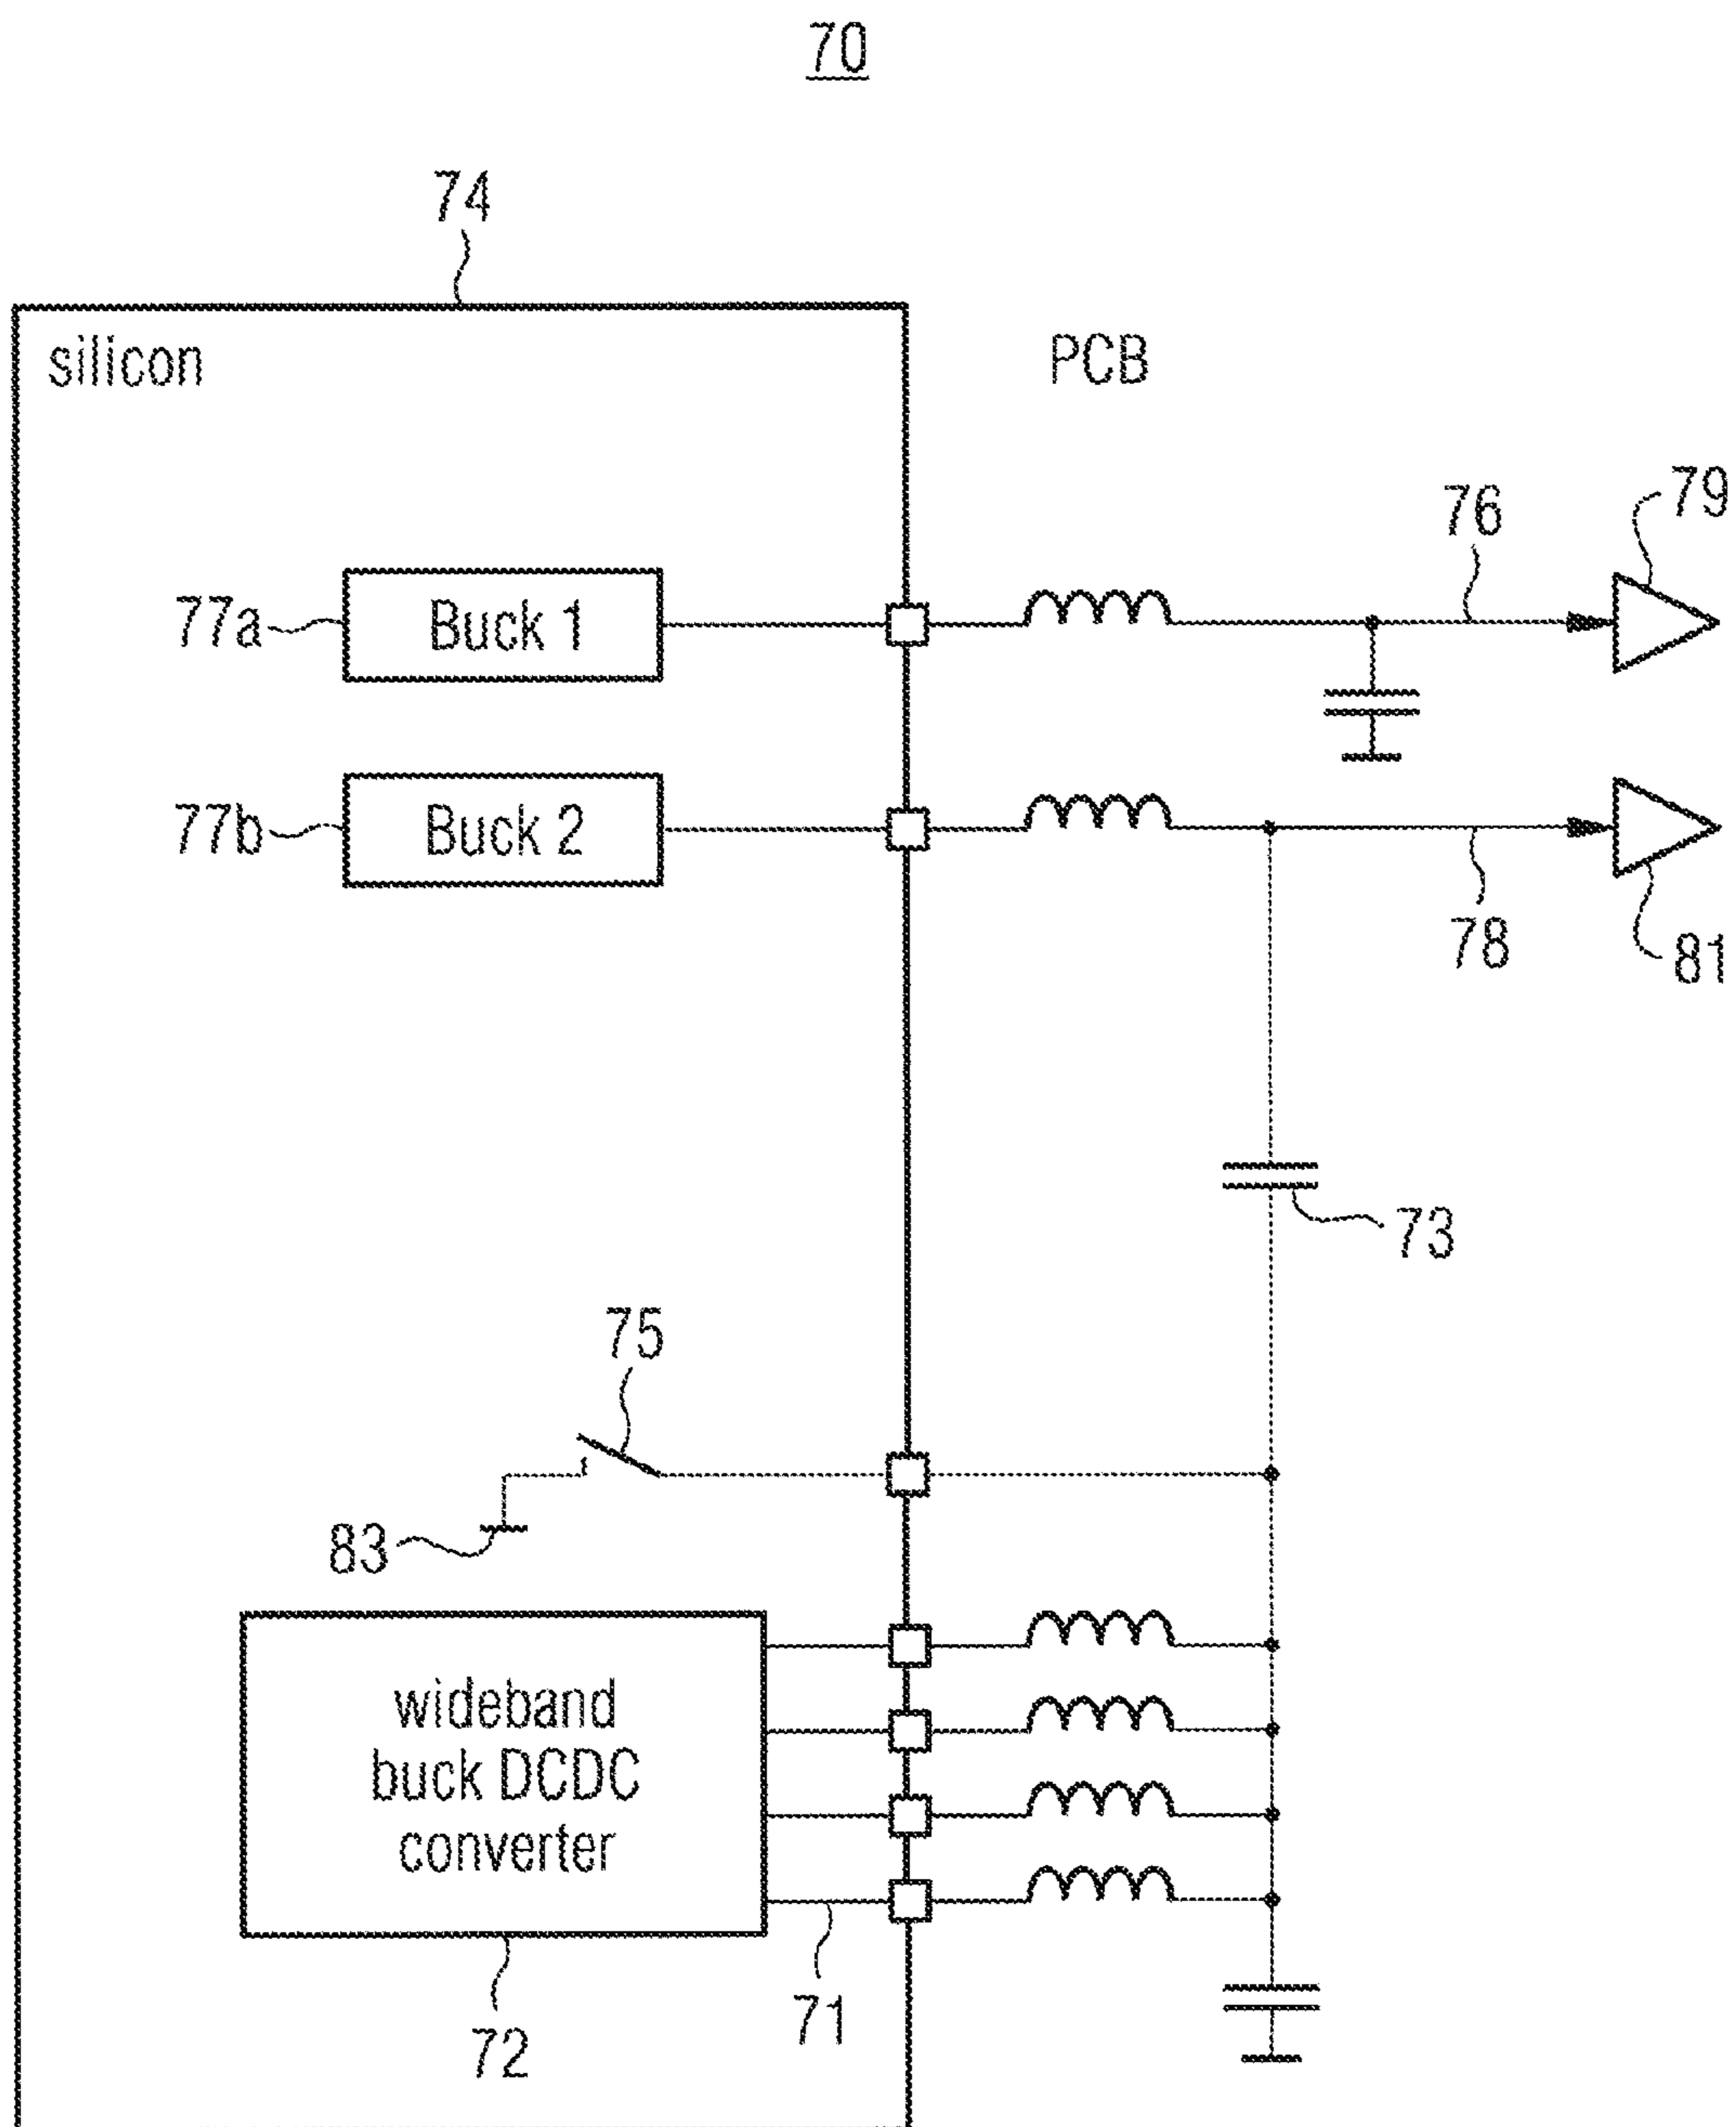 70
74
silicon
PCB
79
76
77a
Buck 1
77b
Buck 2
78
81
73
75
83
wideband
buck DCDC
converter
71
72